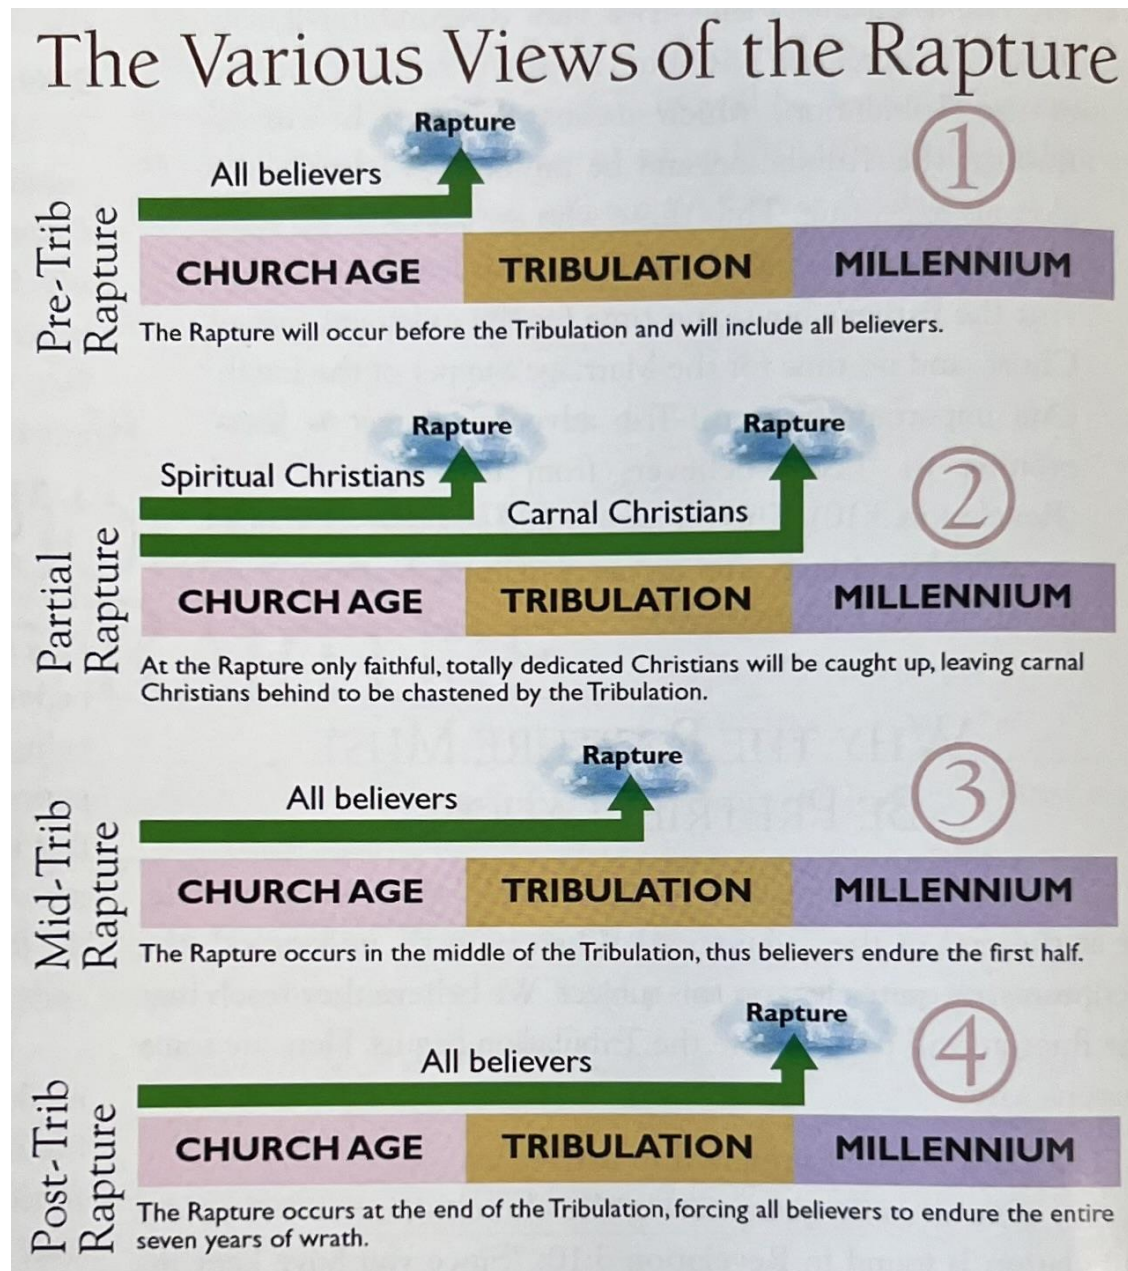 The Various Views of the Rapture
Rapture
1
All believers
Pre-Trib
Rapture
CHURCH AGE
TRIBULATION
MILLENNIUM
The Rapture will occur before the Tribulation and will include all believers.
Rapture
Rapture
2
Spiritual Christians
Carnal Christians
Partial
Rapture
CHURCH AGE
TRIBULATION
MILLENNIUM
At the Rapture only faithful, totally dedicated Christians will be caught up, leaving carnal
Christians behind to be chastened by the Tribulation.
Rapture
3
All believers
Mid-Trib
Rapture
CHURCH AGE
TRIBULATION
MILLENNIUM
The Rapture occurs in the middle of the Tribulation, thus believers endure the first half.
Rapture
4
All believers
Post-Trib
Rapture
CHURCH AGE
TRIBULATION
MILLENNIUM
The Rapture occurs at the end of the Tribulation, forcing all believers to endure the entire
seven years of wrath.